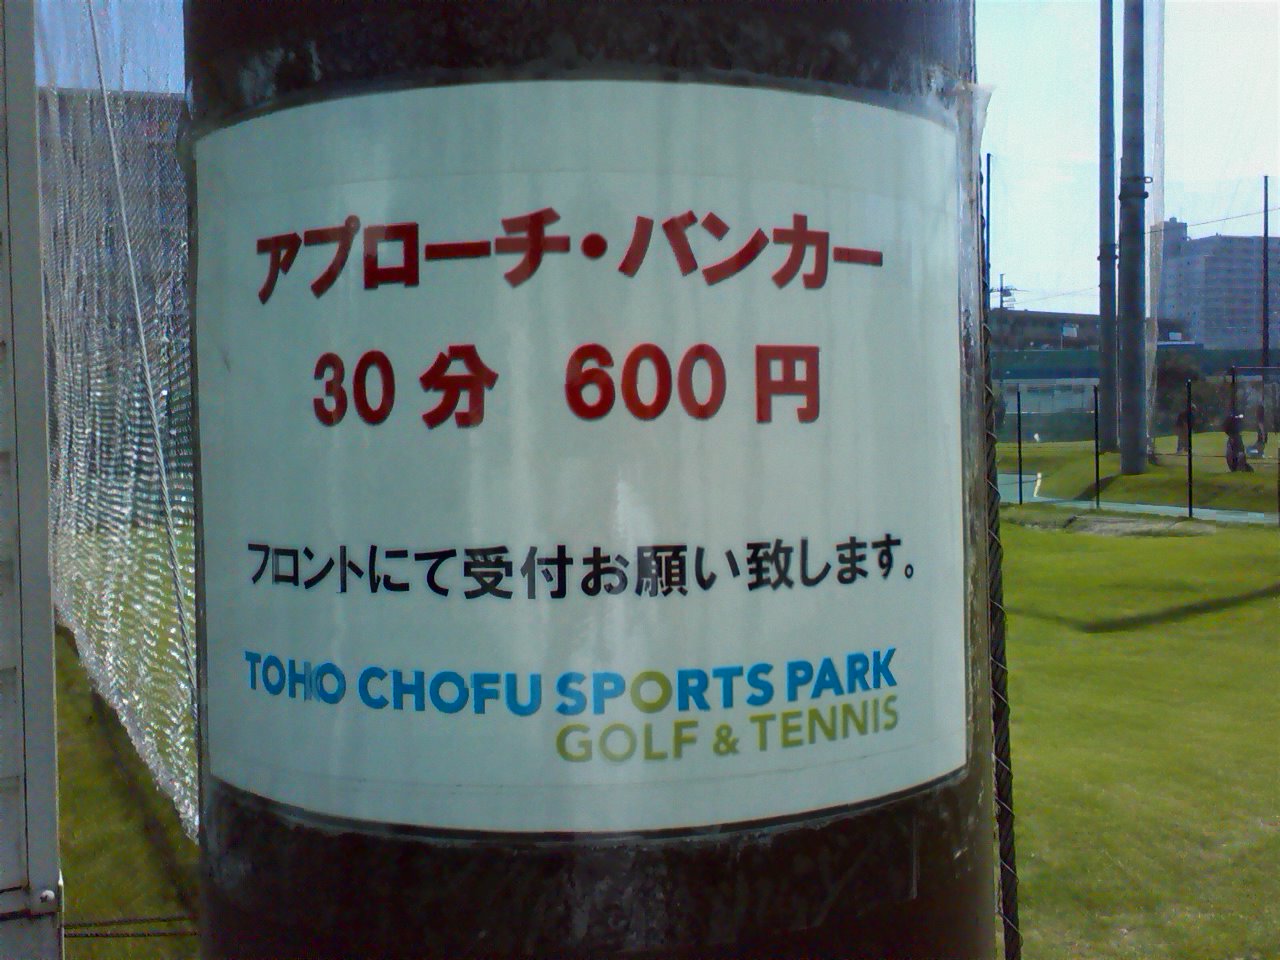 アプローチ・バンカー
30分 600円
フロントにて受付お願い致します。
TOHO CHOFU SPORTS PARK
GOLF & TENNIS